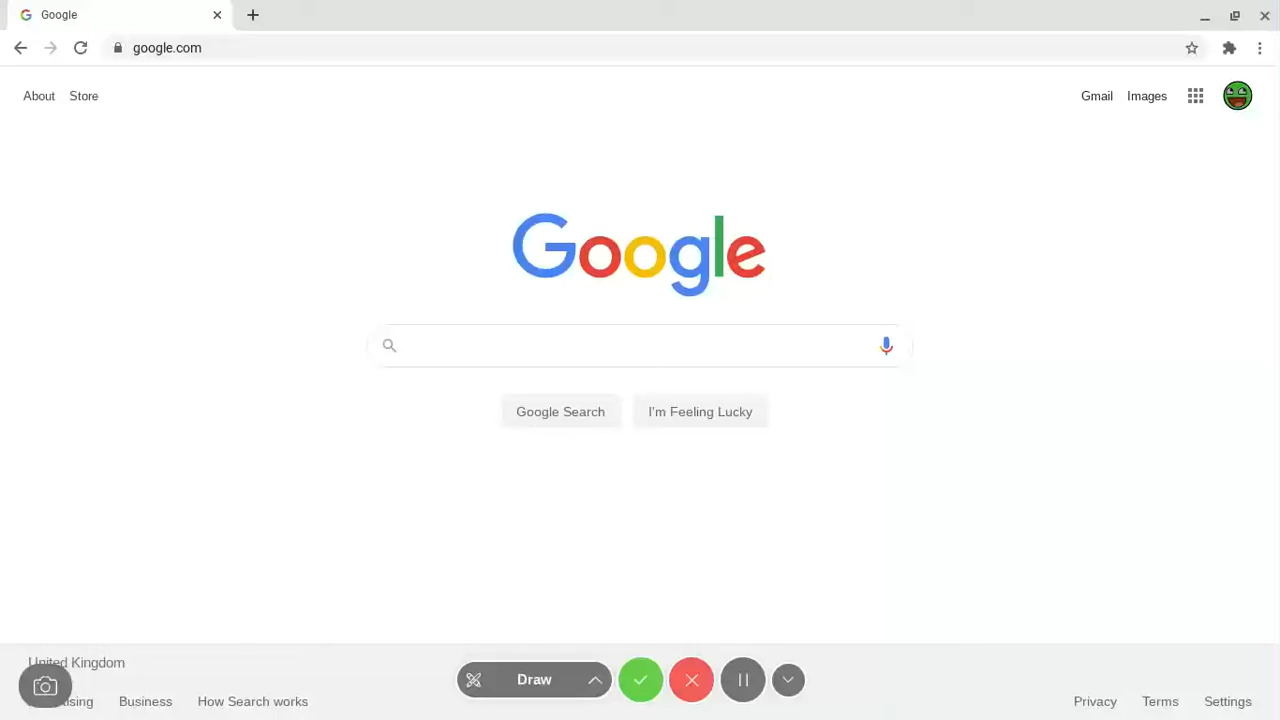 Google
google.com
About Store
Gmail Images
Google
Google Search I'm Feeling Lucky
United Kingdom
Draw
Business How Search works
Privacy Terms Settings